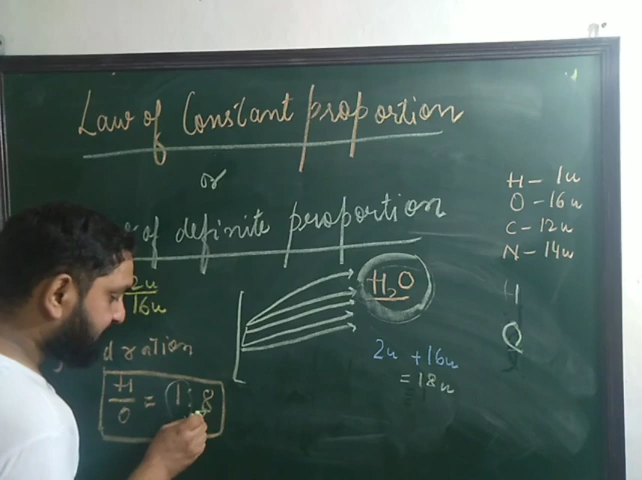 Law of Constant proportion
or
of definite proportion
H - 1u
O - 16u
C - 12u
N - 14u
2u
16u
H₂O
H
O
2u + 16u
= 18u
H
O = 1:8